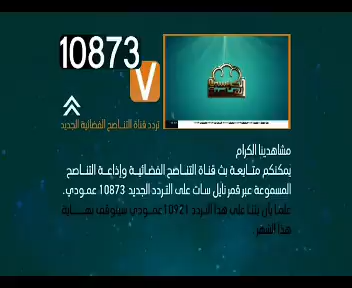 10873
V
تردد قناة التناصح الفضائية الجديد
مشاهدينا الكرام
يمكنكم متابعة بث قناة التناصح الفضائية وإذاعة التناصح
المسموعة عبر قمر نايل سات على التردد الجديد 10873 عمودي.
علما بأن بثنا على هذا التردد 10921 عمودي سيتوقف بنهاية
هذا الشهر